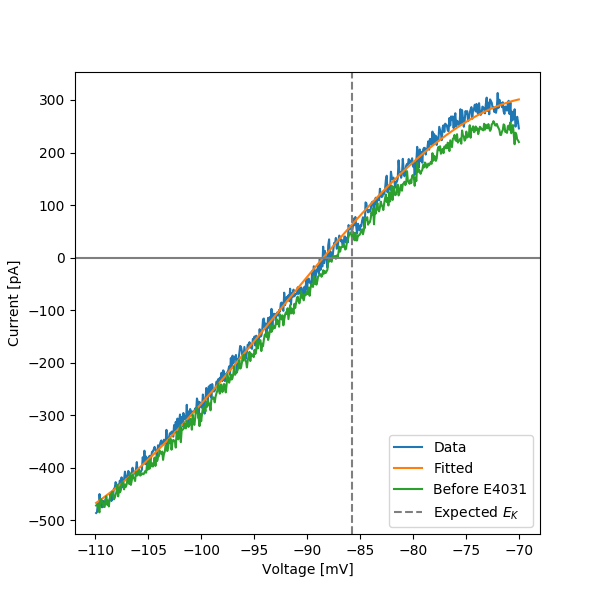 300
200
100
0
−100
−200
−300
−400
−500
Current [pA]
−110 −105 −100 −95 −90 −85 −80 −75 −70
Voltage [mV]
Data
Fitted
Before E4031
Expected E_K